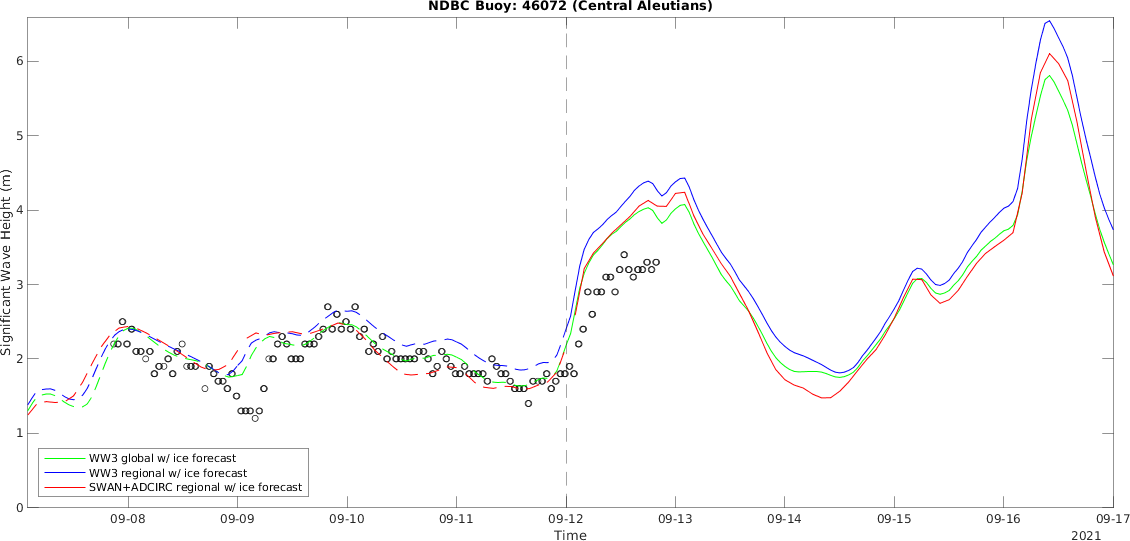 NDBC Buoy: 46072 (Central Aleutians)
Significant Wave Height (m)
6
5
4
3
2
1
0
WW3 global w/ ice forecast
WW3 regional w/ ice forecast
SWAN+ADCIRC regional w/ ice forecast
09-08 09-09 09-10 09-11 09-12 09-13 09-14 09-15 09-16 09-17
Time
2021